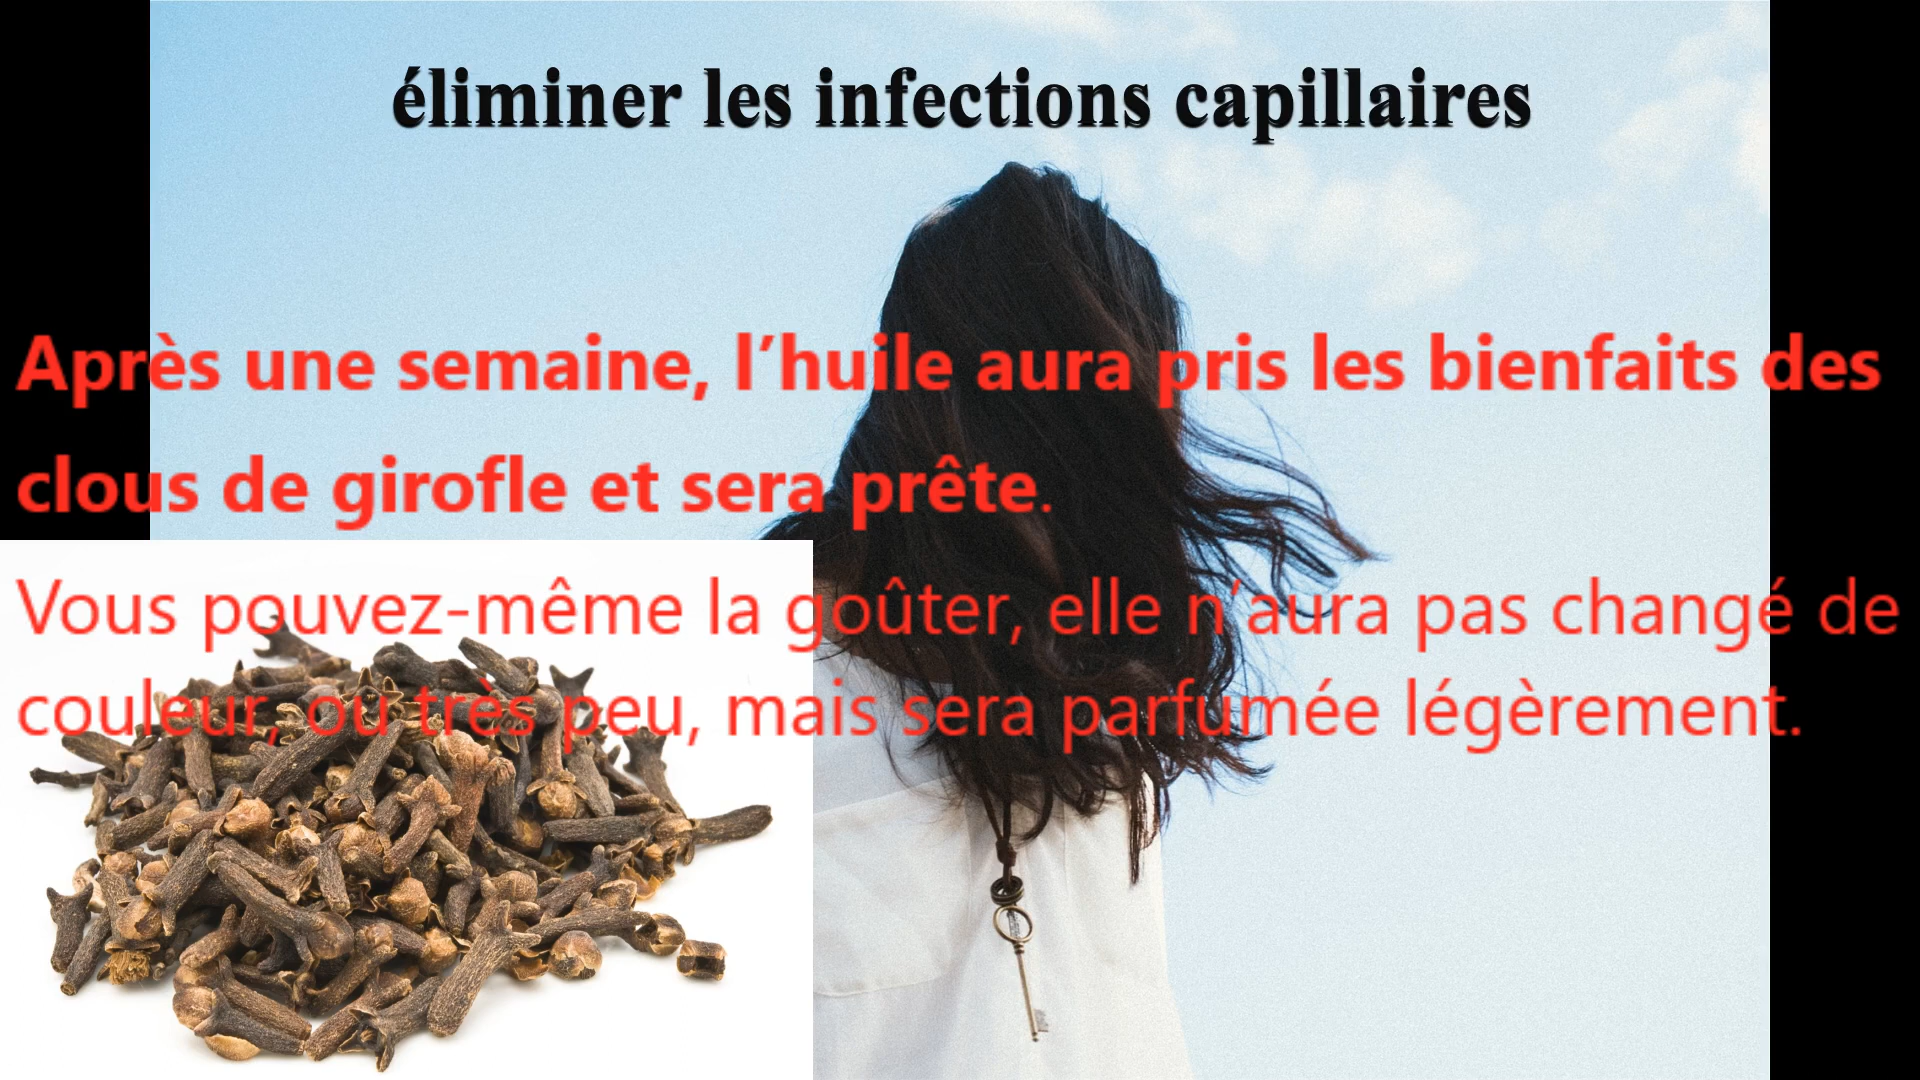 éliminer les infections capillaires
Après une semaine, l’huile aura pris les bienfaits des
clous de girofle et sera prête.
Vous pouvez-même la goûter, elle n’aura pas changé de
couleur, ou très peu, mais sera parfumée légèrement.